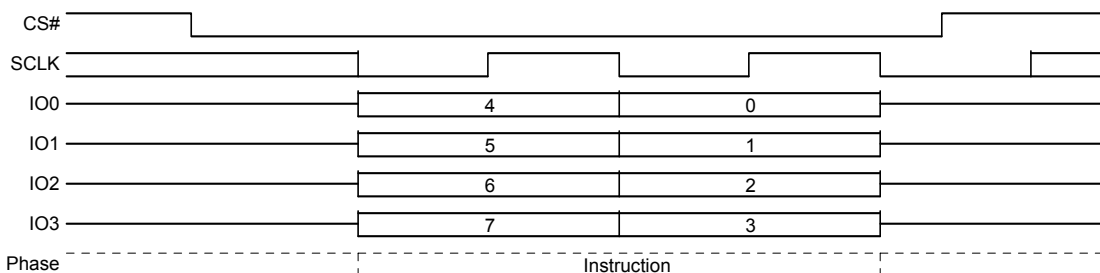 CS#
SCLK
IO0 4 0
IO1 5 1
IO2 6 2
IO3 7 3
Phase Instruction